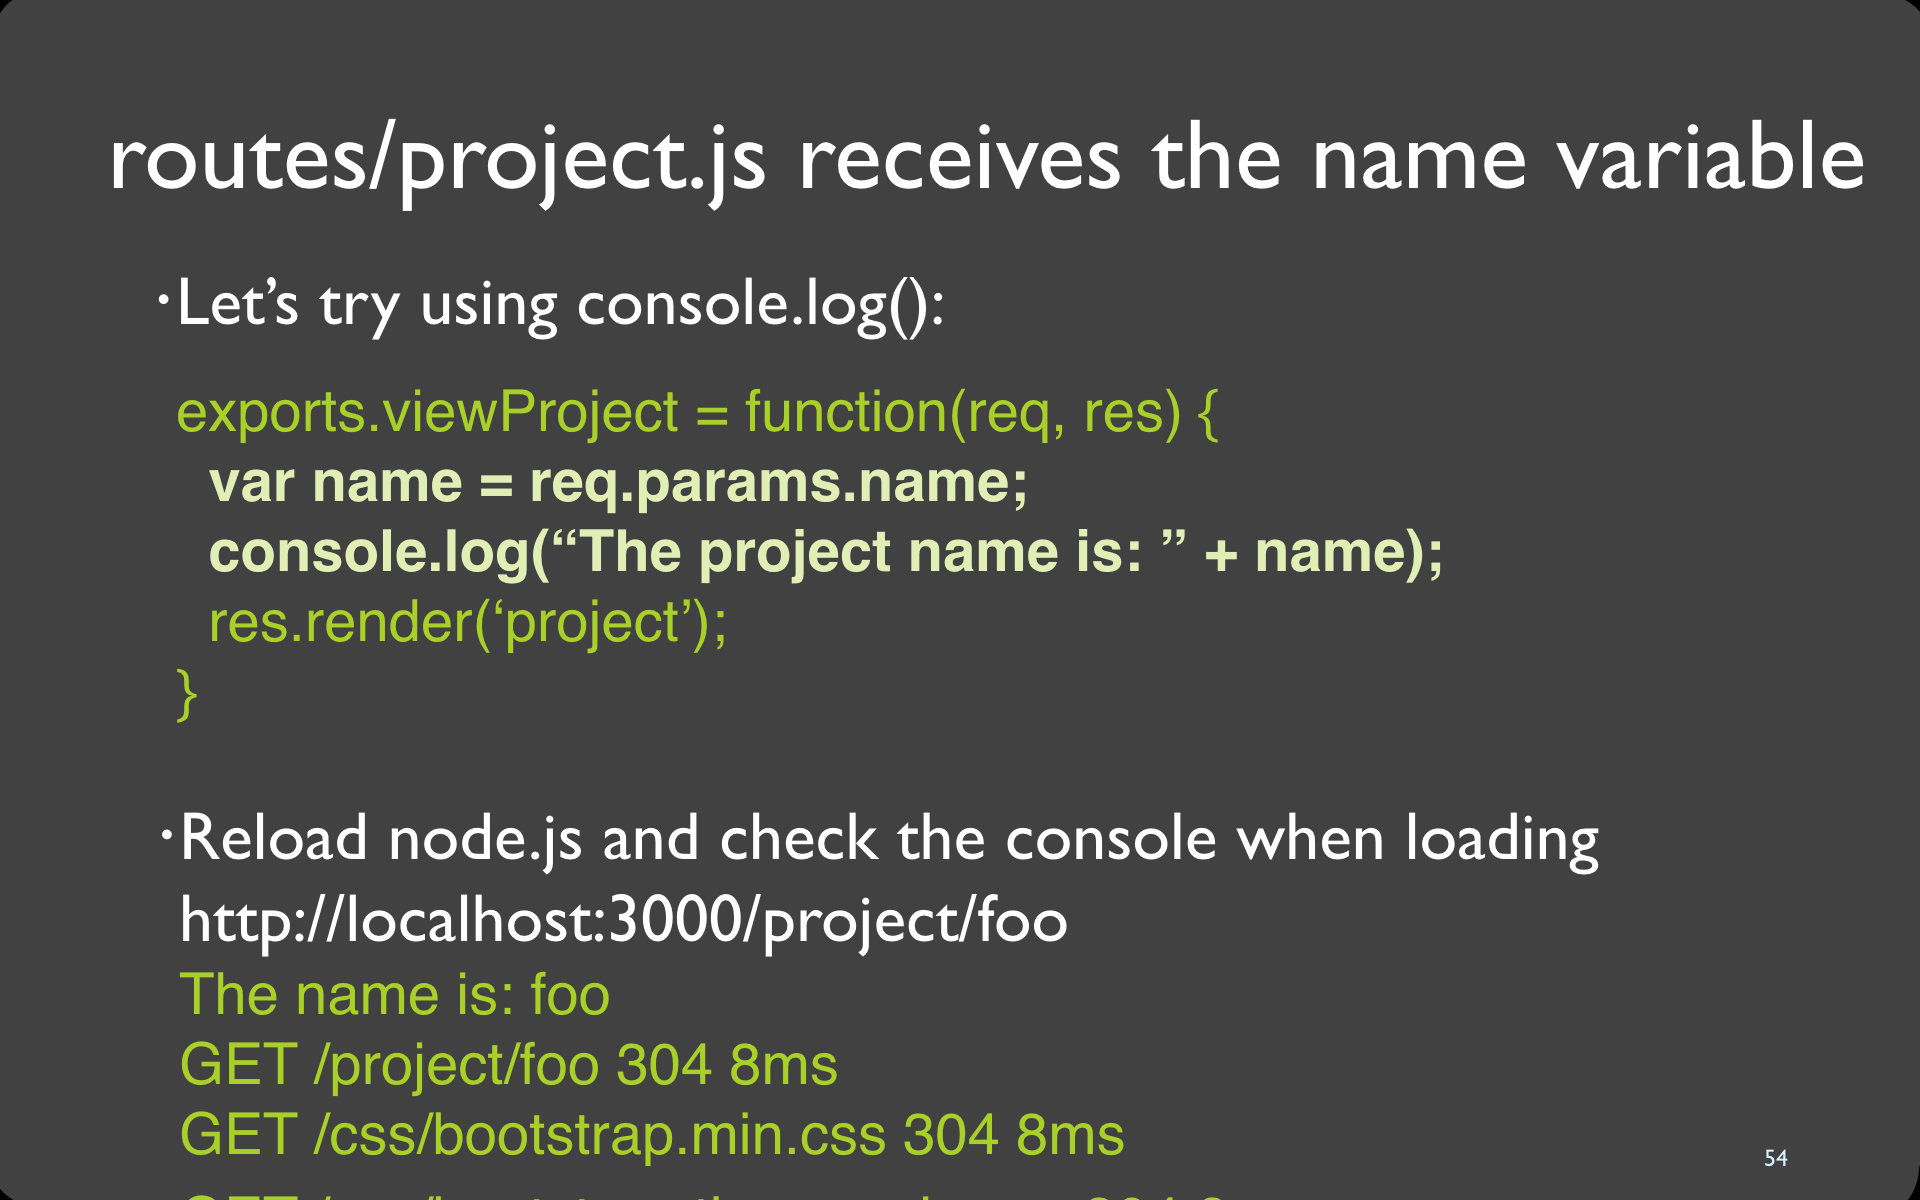 routes/project.js receives the name variable
•Let’s try using console.log():
exports.viewProject = function(req, res) {
var name = req.params.name;
console.log(“The project name is: ” + name);
res.render(‘project’);
}
•Reload node.js and check the console when loading
http://localhost:3000/project/foo
The name is: foo
GET /project/foo 304 8ms
GET /css/bootstrap.min.css 304 8ms
54